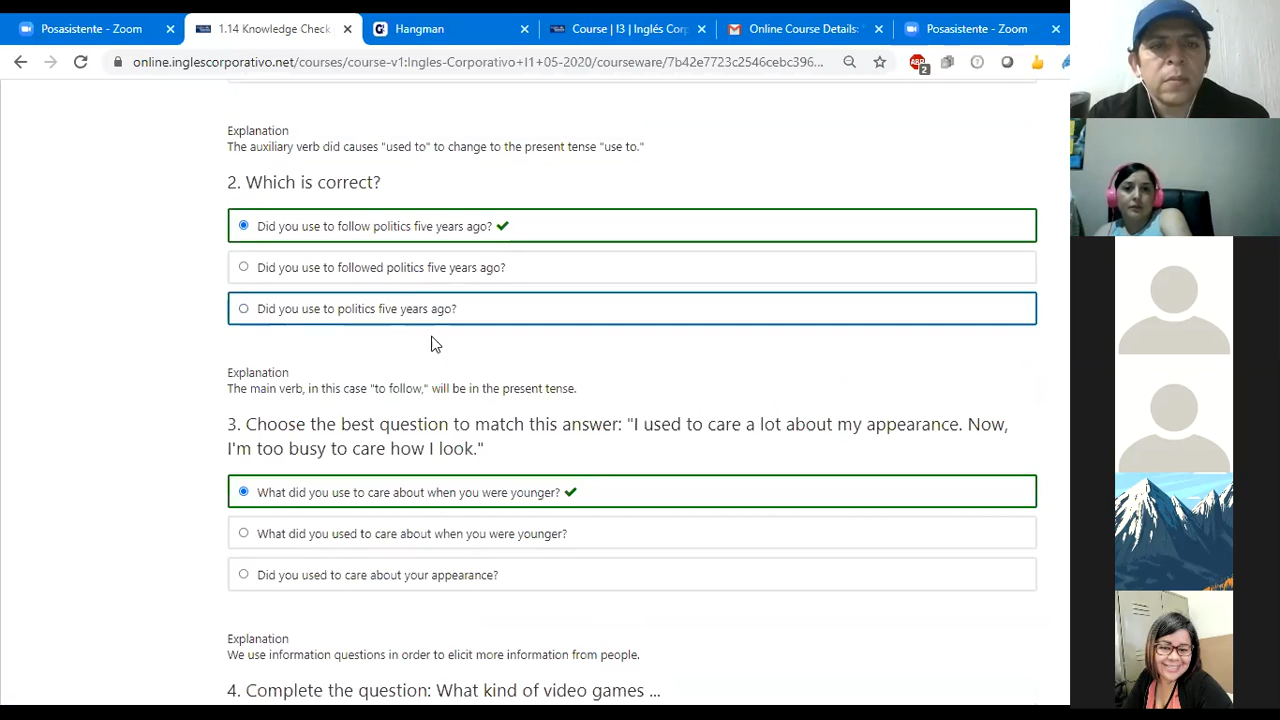 Posasistente - Zoom
1.14 Knowledge Check
Hangman
Course | I3 | Inglés Corp
Online Course Details:
Posasistente - Zoom
online.inglescorporativo.net/courses/course-v1:Ingles-Corporativo+I1+05-2020/courseware/7b42e7723c2546cebc396...
ABP
2
Explanation
The auxiliary verb did causes "used to" to change to the present tense "use to."
2. Which is correct?
Did you use to follow politics five years ago?
Did you use to followed politics five years ago?
Did you use to politics five years ago?
Explanation
The main verb, in this case "to follow," will be in the present tense.
3. Choose the best question to match this answer: "I used to care a lot about my appearance. Now,
I'm too busy to care how I look."
What did you use to care about when you were younger?
What did you used to care about when you were younger?
Did you used to care about your appearance?
Explanation
We use information questions in order to elicit more information from people.
4. Complete the question: What kind of video games ...